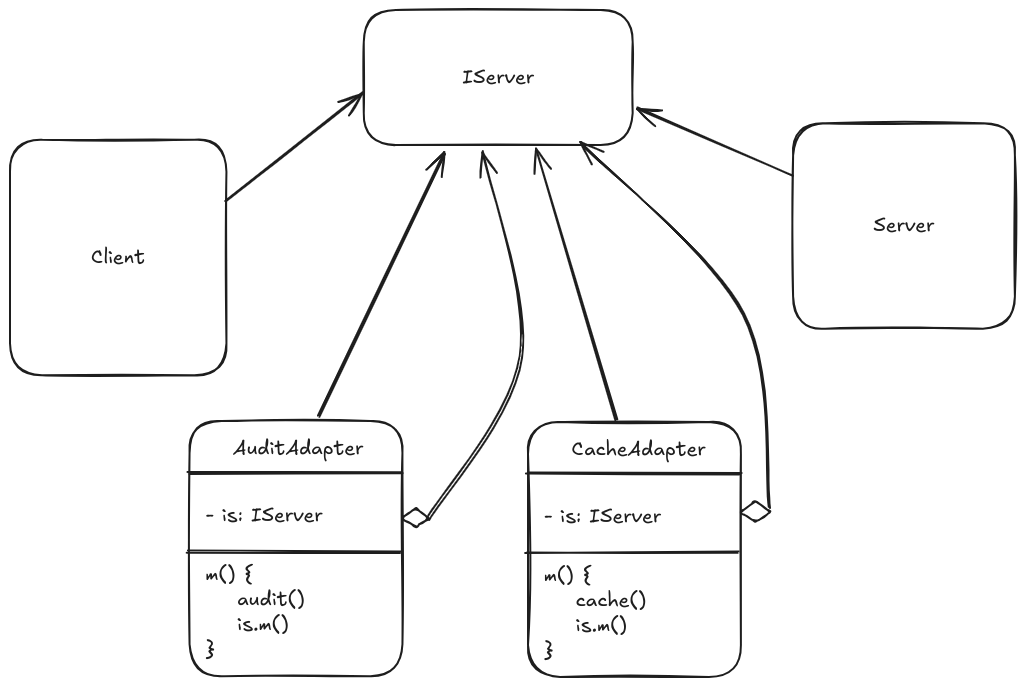 IServer
Client
Server
AuditAdapter
- is: IServer
m() {
audit()
is.m()
}
CacheAdapter
- is: IServer
m() {
cache()
is.m()
}